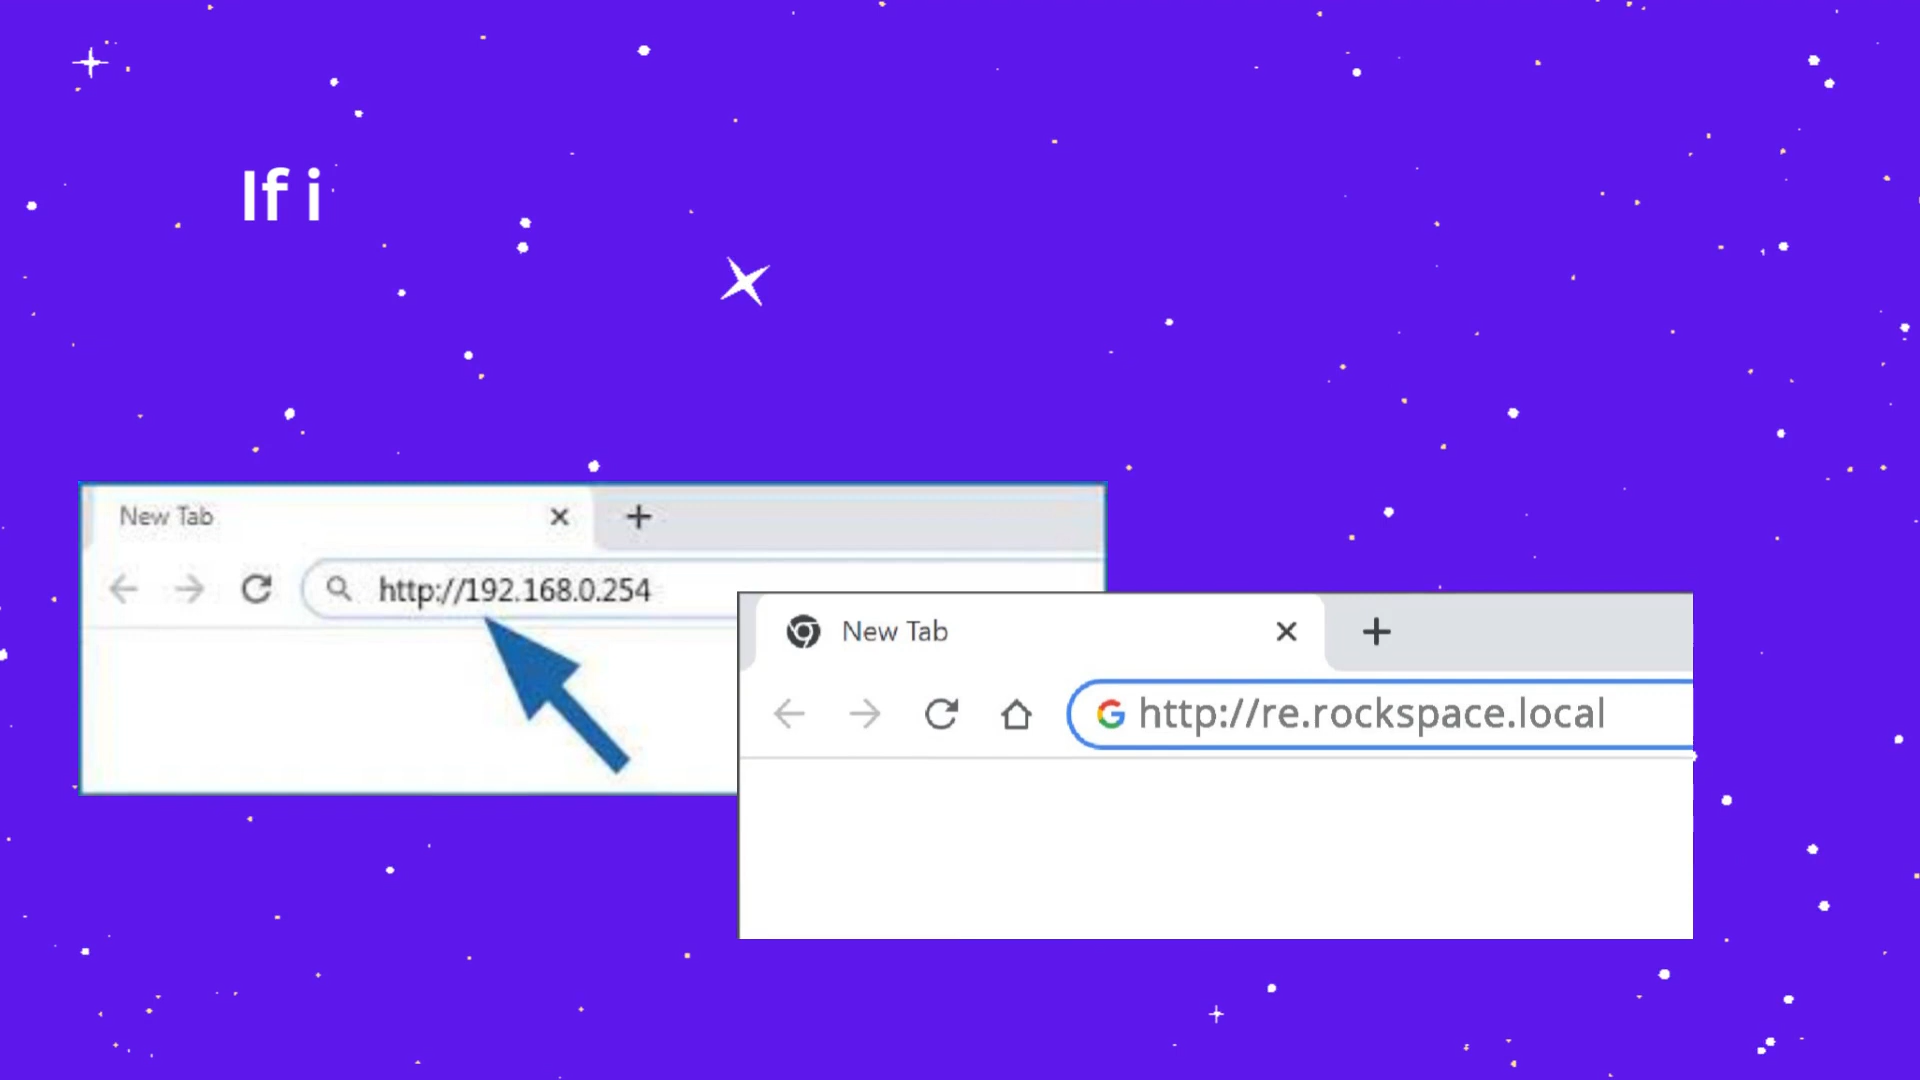 If i
New Tab
http://192.168.0.254
New Tab
http://re.rockspace.local